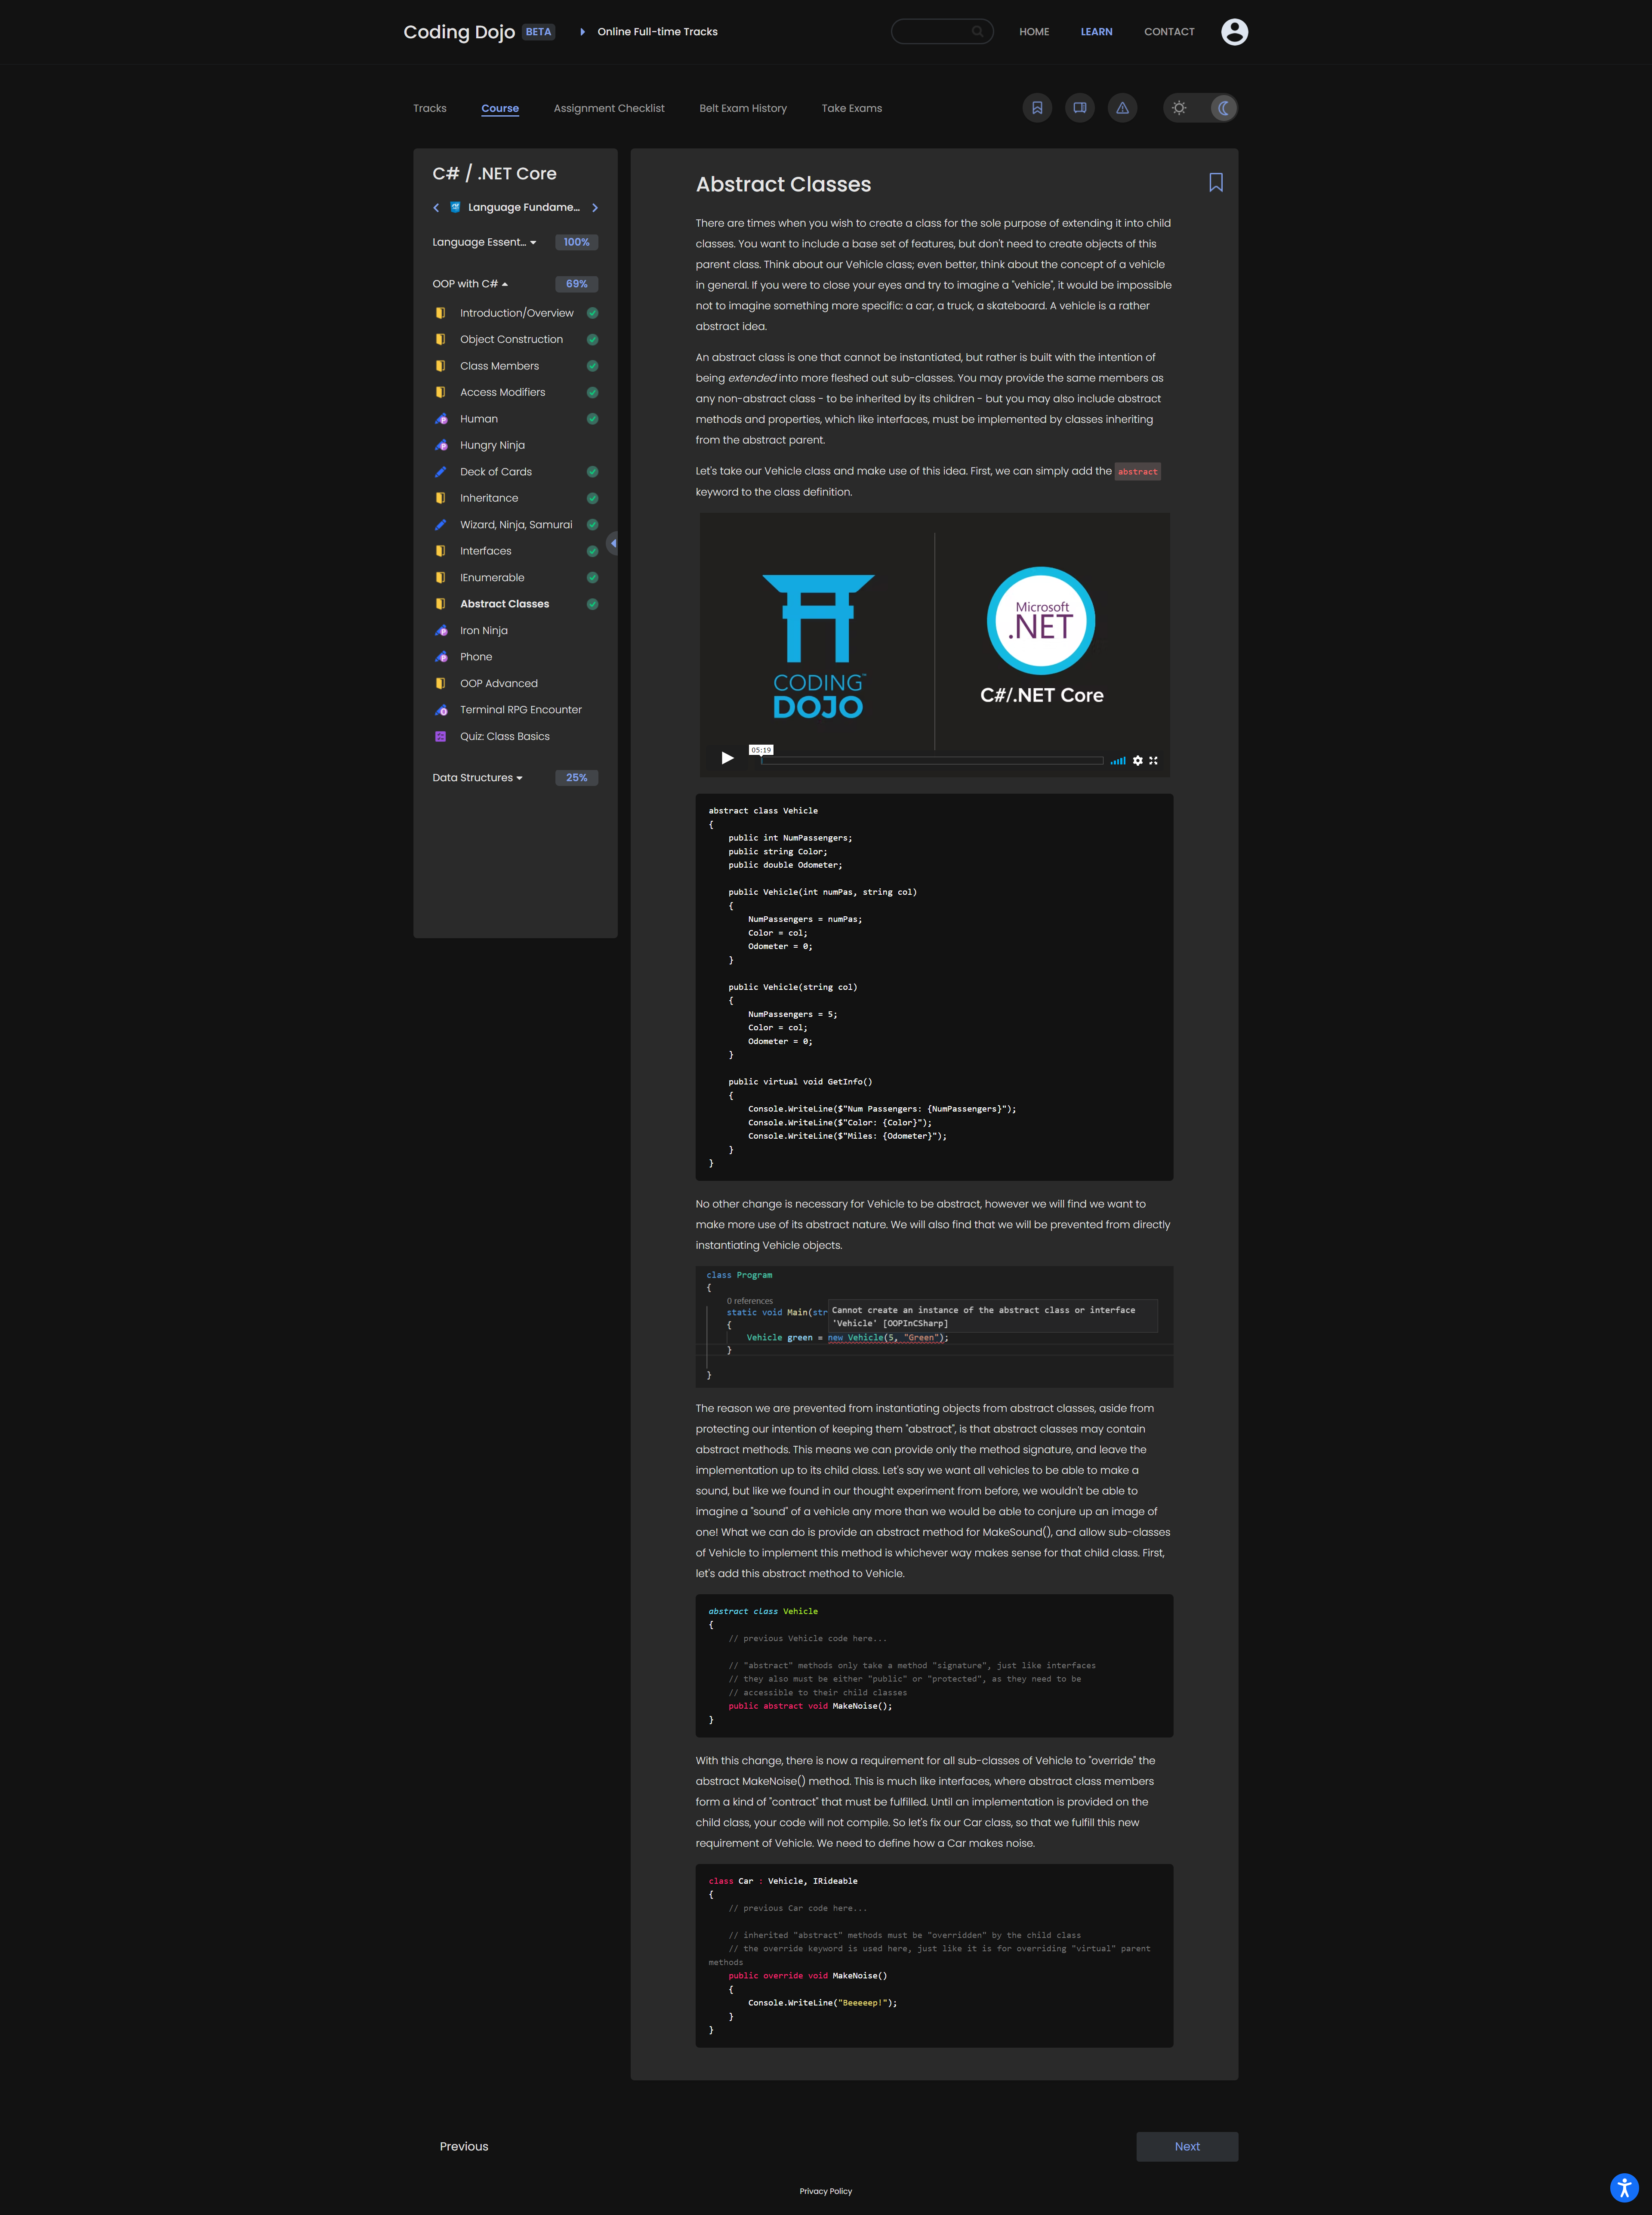 Coding Dojo BETA Online Full-time Tracks HOME LEARN CONTACT
Tracks Course Assignment Checklist Belt Exam History Take Exams
C# / .NET Core
Language Fundame...
Language Essent... 100%
OOP with C# 69%
Introduction/Overview
Object Construction
Class Members
Access Modifiers
Human
Hungry Ninja
Deck of Cards
Inheritance
Wizard, Ninja, Samurai
Interfaces
IEnumerable
Abstract Classes
Iron Ninja
Phone
OOP Advanced
Terminal RPG Encounter
Quiz: Class Basics
Data Structures 25%
Abstract Classes
There are times when you wish to create a class for the sole purpose of extending it into child
classes. You want to include a base set of features, but don't need to create objects of this
parent class. Think about our Vehicle class; even better, think about the concept of a vehicle
in general. If you were to close your eyes and try to imagine a "vehicle", it would be impossible
not to imagine something more specific: a car, a truck, a skateboard. A vehicle is a rather
abstract idea.
An abstract class is one that cannot be instantiated, but rather is built with the intention of
being extended into more fleshed out sub-classes. You may provide the same members as
any non-abstract class - to be inherited by its children - but you may also include abstract
methods and properties, which like interfaces, must be implemented by classes inheriting
from the abstract parent.
Let's take our Vehicle class and make use of this idea. First, we can simply add the abstract
keyword to the class definition.
CODING
DOJO
Microsoft
.NET
C#/.NET Core
05:19
abstract class Vehicle
{
public int NumPassengers;
public string Color;
public double Odometer;
public Vehicle(int numPas, string col)
{
NumPassengers = numPas;
Color = col;
Odometer = 0;
}
public Vehicle(string col)
{
NumPassengers = 5;
Color = col;
Odometer = 0;
}
public virtual void GetInfo()
{
Console.WriteLine($"Num Passengers: {NumPassengers}");
Console.WriteLine($"Color: {Color}");
Console.WriteLine($"Miles: {Odometer}");
}
}
No other change is necessary for Vehicle to be abstract, however we will find we want to
make more use of its abstract nature. We will also find that we will be prevented from directly
instantiating Vehicle objects.
class Program
{
0 references
static void Main(str
Cannot create an instance of the abstract class or interface
'Vehicle' [OOPInCSharp]
{
Vehicle green = new Vehicle(5, "Green");
}
}
The reason we are prevented from instantiating objects from abstract classes, aside from
protecting our intention of keeping them "abstract", is that abstract classes may contain
abstract methods. This means we can provide only the method signature, and leave the
implementation up to its child class. Let's say we want all vehicles to be able to make a
sound, but like we found in our thought experiment from before, we wouldn't be able to
imagine a "sound" of a vehicle any more than we would be able to conjure up an image of
one! What we can do is provide an abstract method for MakeSound(), and allow sub-classes
of Vehicle to implement this method is whichever way makes sense for that child class. First,
let's add this abstract method to Vehicle.
abstract class Vehicle
{
// previous Vehicle code here...
// "abstract" methods only take a method "signature", just like interfaces
// they also must be either "public" or "protected", as they need to be
// accessible to their child classes
public abstract void MakeNoise();
}
With this change, there is now a requirement for all sub-classes of Vehicle to "override" the
abstract MakeNoise() method. This is much like interfaces, where abstract class members
form a kind of "contract" that must be fulfilled. Until an implementation is provided on the
child class, your code will not compile. So let's fix our Car class, so that we fulfill this new
requirement of Vehicle. We need to define how a Car makes noise.
class Car : Vehicle, IRideable
{
// previous Car code here...
// inherited "abstract" methods must be "overridden" by the child class
// the override keyword is used here, just like it is for overriding "virtual" parent
methods
public override void MakeNoise()
{
Console.WriteLine("Beeeeep!");
}
}
Previous Next
Privacy Policy